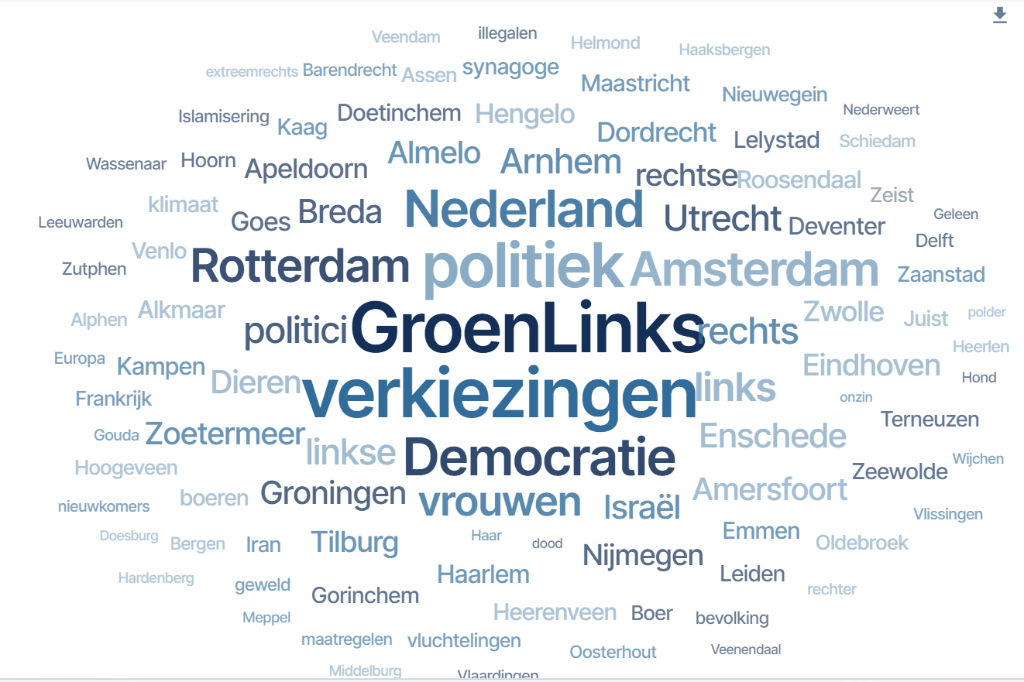 Veendam illegalen Helmond Haaksbergen
extreemrechts Barendrecht Assen synagoge Maastricht Nieuwegein
Islamisering Kaag Doetinchem Hengelo Dordrecht Lelystad Nederweert Schiedam
Wassenaar Hoorn Apeldoorn Almelo Arnhem rechtse Roosendaal Zeist
Leeuwarden klimaat Goes Breda Nederland Utrecht Deventer Geleen Delft
Zutphen Venlo Rotterdam politiek Amsterdam Zaanstad
Alphen Alkmaar politici GroenLinks rechts Zwolle Juist polder
Europa Kampen Eindhoven Heerlen
Frankrijk Dieren verkiezingen links onzin Hond
Gouda Zoetermeer linkse Democratie Enschede Terneuzen
Hoogeveen Zeewolde Wijchen
nieuwkomers boeren Groningen vrouwen Israël Amersfoort Vlissingen
Doesburg Bergen Iran Tilburg Haar dood Nijmegen Emmen Oldebroek
Hardenberg geweld Gorinchem Haarlem Leiden rechter
Meppel Heerenveen Boer bevolking
maatregelen vluchtelingen Oosterhout Veenendaal
Middelburg Vlaardingen